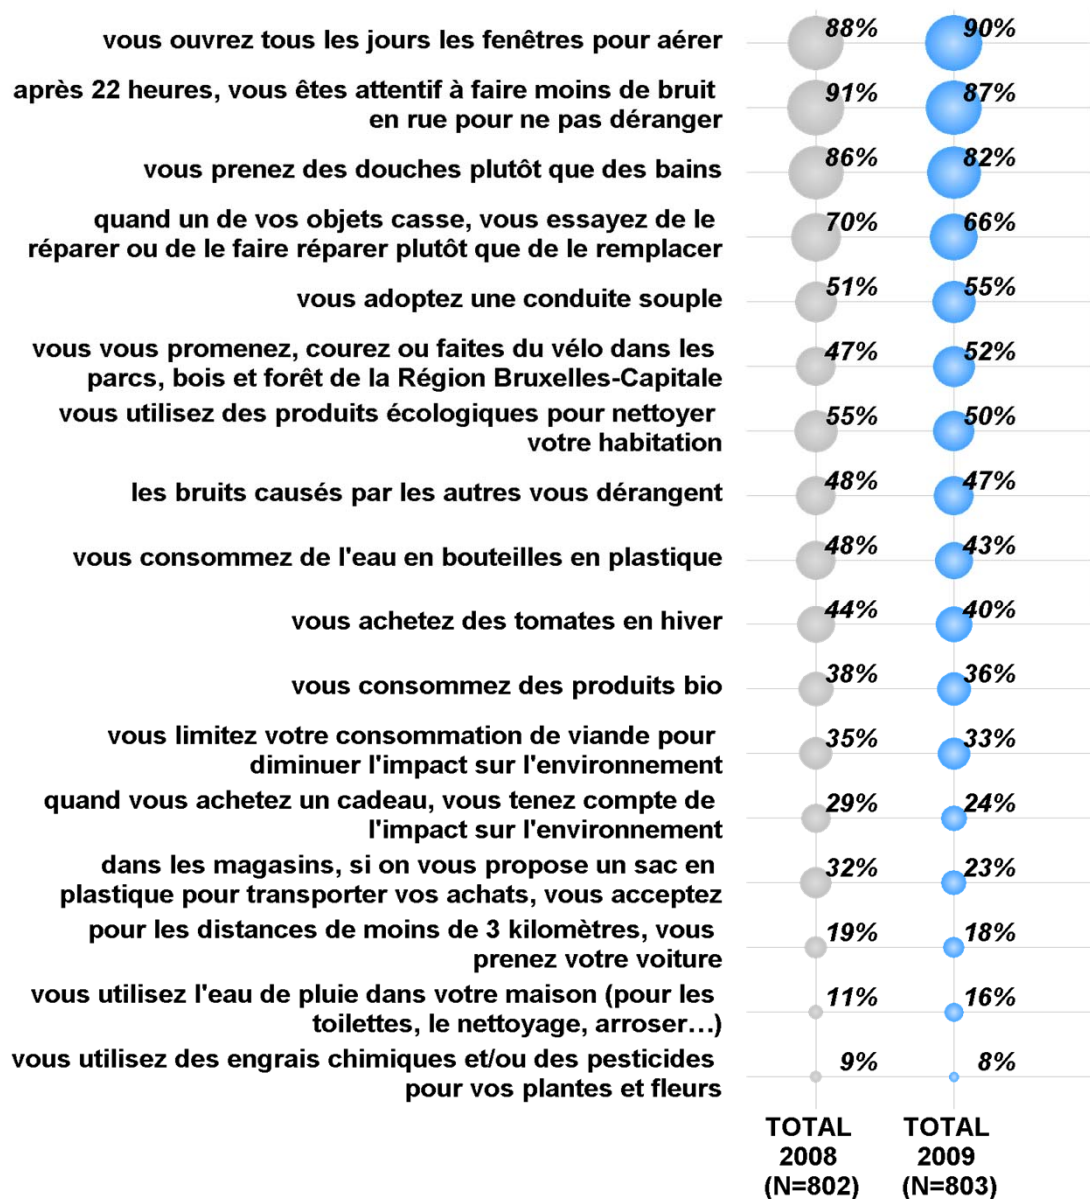 vous ouvrez tous les jours les fenêtres pour aérer 88% 90%
après 22 heures, vous êtes attentif à faire moins de bruit
en rue pour ne pas déranger 91% 87%
vous prenez des douches plutôt que des bains 86% 82%
quand un de vos objets casse, vous essayez de le
réparer ou de le faire réparer plutôt que de le remplacer 70% 66%
vous adoptez une conduite souple 51% 55%
vous vous promenez, courez ou faites du vélo dans les
parcs, bois et forêt de la Région Bruxelles-Capitale 47% 52%
vous utilisez des produits écologiques pour nettoyer
votre habitation 55% 50%
les bruits causés par les autres vous dérangent 48% 47%
vous consommez de l'eau en bouteilles en plastique 48% 43%
vous achetez des tomates en hiver 44% 40%
vous consommez des produits bio 38% 36%
vous limitez votre consommation de viande pour
diminuer l'impact sur l'environnement 35% 33%
quand vous achetez un cadeau, vous tenez compte de
l'impact sur l'environnement 29% 24%
dans les magasins, si on vous propose un sac en
plastique pour transporter vos achats, vous acceptez 32% 23%
pour les distances de moins de 3 kilomètres, vous
prenez votre voiture 19% 18%
vous utilisez l'eau de pluie dans votre maison (pour les
toilettes, le nettoyage, arroser…) 11% 16%
vous utilisez des engrais chimiques et/ou des pesticides
pour vos plantes et fleurs 9% 8%
TOTAL TOTAL
2008 2009
(N=802) (N=803)